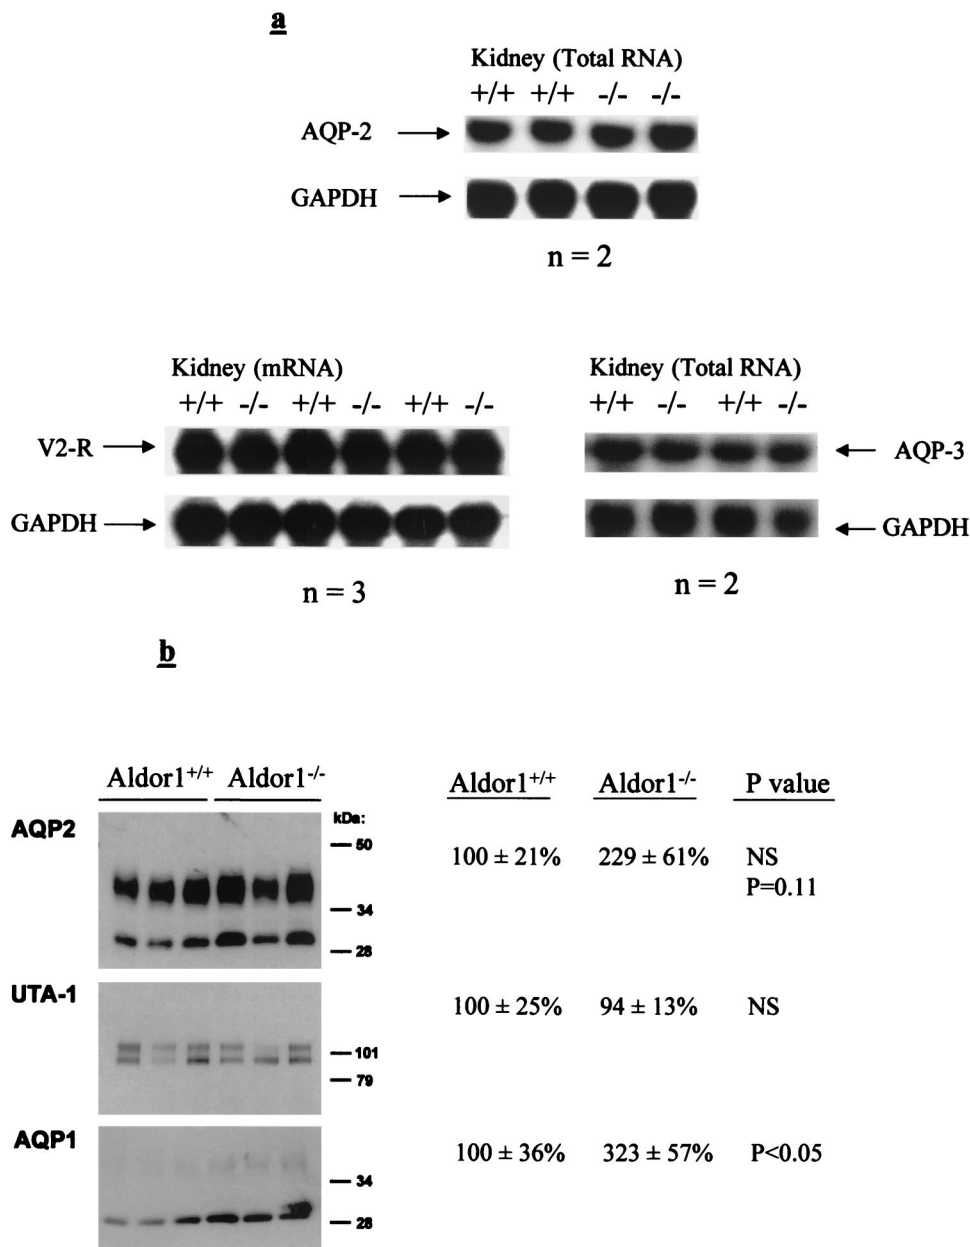 a
Kidney (Total RNA)
+/+ +/+ -/- -/-
AQP-2
GAPDH
n = 2
Kidney (mRNA)
+/+ -/- +/+ -/- +/+ -/-
V2-R
GAPDH
n = 3
Kidney (Total RNA)
+/+ -/- +/+ -/-
AQP-3
GAPDH
n = 2
b
Aldor1+/+ Aldor1-/-
AQP2
kDa:
50
34
28
UTA-1
101
79
AQP1
34
28
Aldor1+/+ Aldor1-/- P value
100 ± 21% 229 ± 61% NS
P=0.11
100 ± 25% 94 ± 13% NS
100 ± 36% 323 ± 57% P<0.05